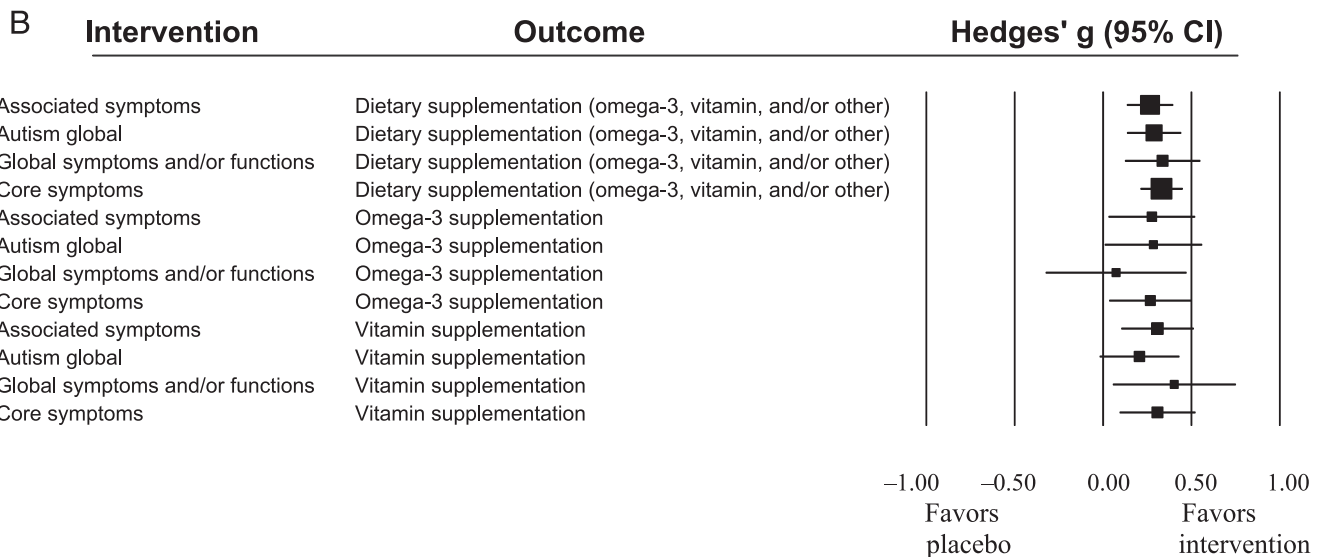 B
Intervention Outcome Hedges' g (95% CI)
Associated symptoms Dietary supplementation (omega-3, vitamin, and/or other)
Autism global Dietary supplementation (omega-3, vitamin, and/or other)
Global symptoms and/or functions Dietary supplementation (omega-3, vitamin, and/or other)
Core symptoms Dietary supplementation (omega-3, vitamin, and/or other)
Associated symptoms Omega-3 supplementation
Autism global Omega-3 supplementation
Global symptoms and/or functions Omega-3 supplementation
Core symptoms Omega-3 supplementation
Associated symptoms Vitamin supplementation
Autism global Vitamin supplementation
Global symptoms and/or functions Vitamin supplementation
Core symptoms Vitamin supplementation
–1.00 –0.50 0.00 0.50 1.00
Favors Favors
placebo intervention